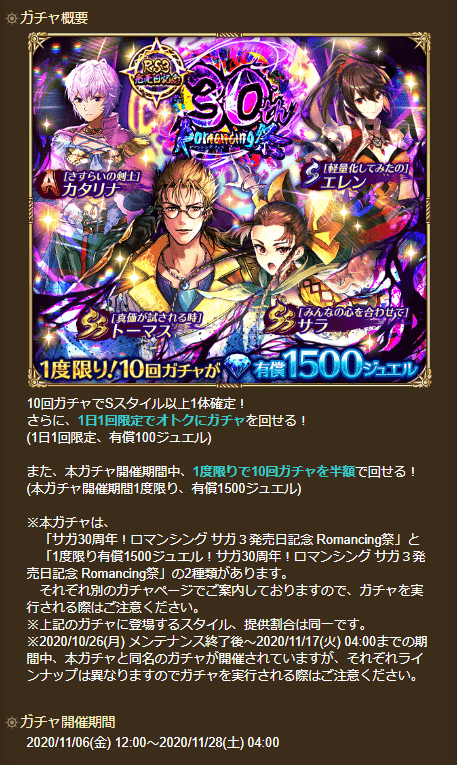 ガチャ概要
RS3
発売日記念
30th
Romancing祭
ロマンシング フェス
[さすらいの剣士]
カタリナ
S
[軽量化してみたの]
エレン
SS
[真価が試される時]
トーマス
SS
[みんなの心を合わせて]
サラ
1度限り!10回ガチャが 有償1500ジュエル
10回ガチャでSスタイル以上1体確定！
さらに、1日1回限定でオトクにガチャを回せる！
(1日1回限定、有償100ジュエル)
また、本ガチャ開催期間中、1度限りで10回ガチャを半額で回せる！
(本ガチャ開催期間1度限り、有償1500ジュエル)
※本ガチャは、
「サガ30周年！ロマンシング サガ３発売日記念 Romancing祭」と
「1度限り有償1500ジュエル！サガ30周年！ロマンシング サガ３発
売日記念 Romancing祭」の2種類があります。
それぞれ別のガチャページでご案内しておりますので、ガチャを実
行される際はご注意ください。
※上記のガチャに登場するスタイル、提供割合は同一です。
※2020/10/26(月) メンテナンス終了後～2020/11/17(火) 04:00までの期
間中、本ガチャと同名のガチャが開催されていますが、それぞれライ
ンナップは異なりますのでガチャを実行される際はご注意ください。
ガチャ開催期間
2020/11/06(金) 12:00～2020/11/28(土) 04:00